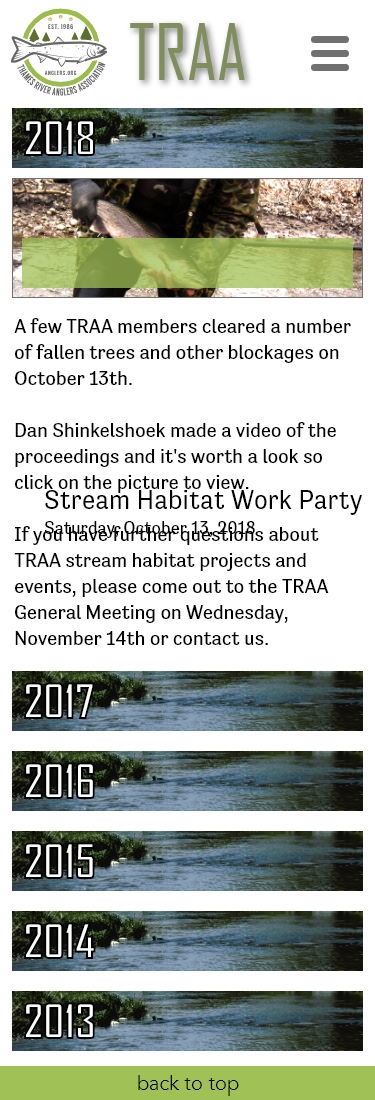 EST. 1986
ANGLERS.ORG
THAMES RIVER ANGLERS ASSOCIATION
TRAA
2018
A few TRAA members cleared a number
of fallen trees and other blockages on
October 13th.
Dan Shinkelshoek made a video of the
proceedings and it's worth a look so
click on the picture to view.
Stream Habitat Work Party
Saturday, October 13, 2018
If you have further questions about
TRAA stream habitat projects and
events, please come out to the TRAA
General Meeting on Wednesday,
November 14th or contact us.
2017
2016
2015
2014
2013
back to top